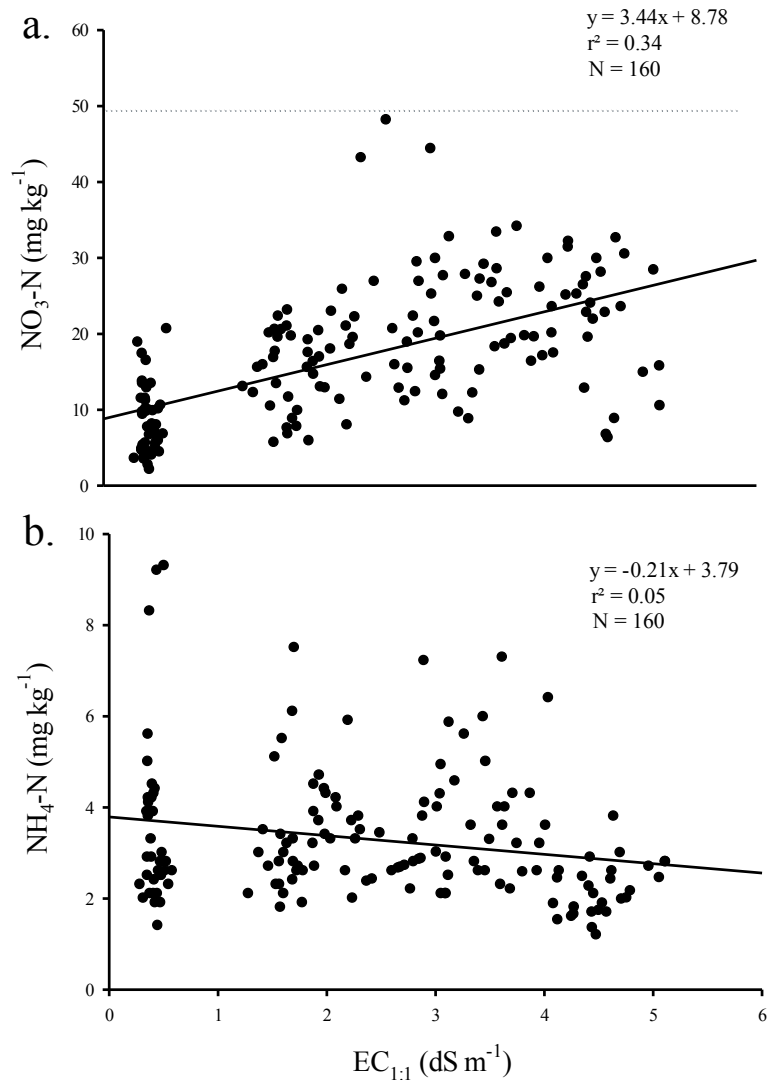 a.
y = 3.44x + 8.78
r² = 0.34
N = 160
60
50
40
30
20
10
0
NO₃-N (mg kg⁻¹)
b.
y = -0.21x + 3.79
r² = 0.05
N = 160
10
8
6
4
2
0
NH₄-N (mg kg⁻¹)
0 1 2 3 4 5 6
EC₁:₁ (dS m⁻¹)